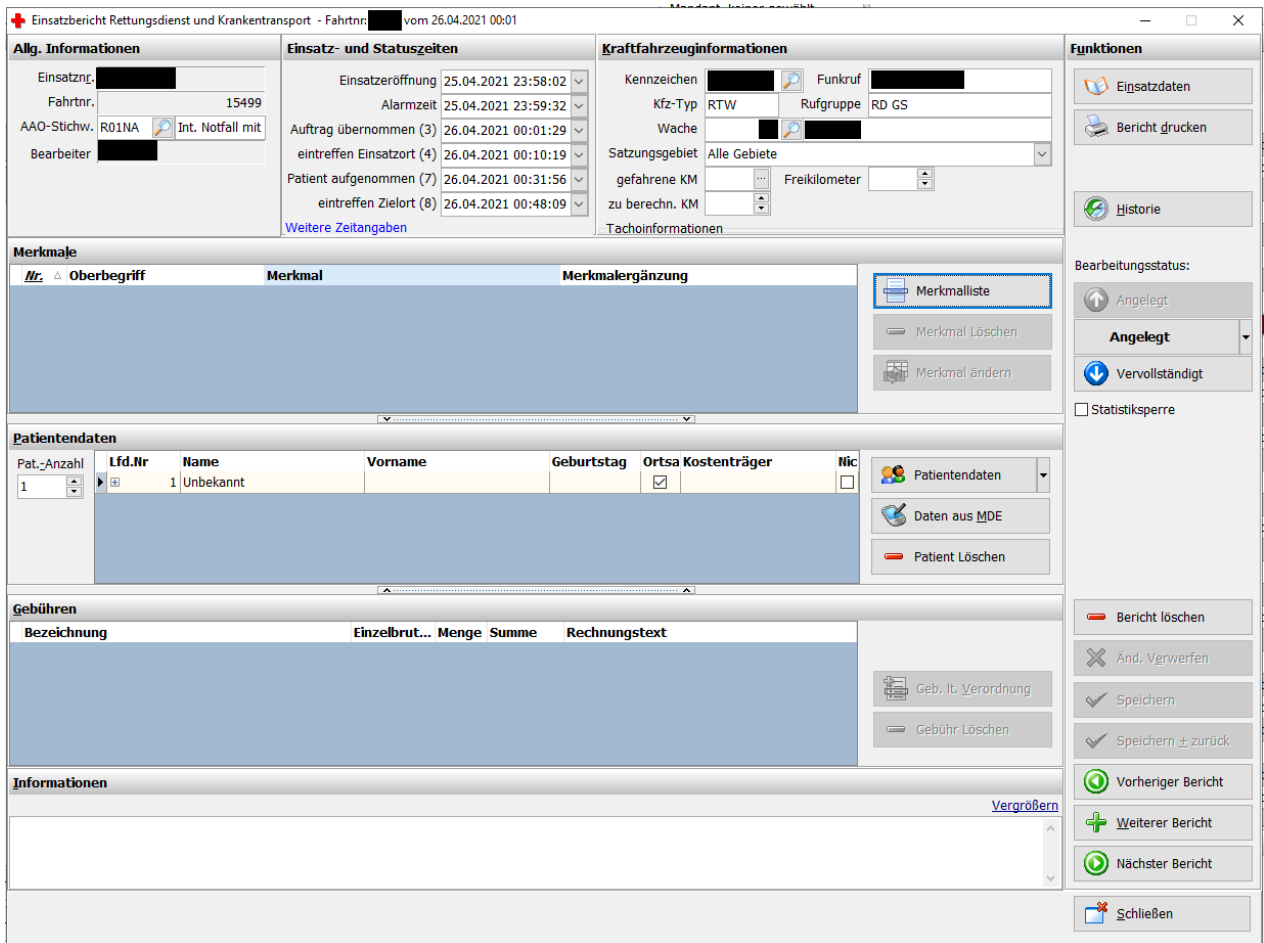 Mandant keiner gewählt
Einsatzbericht Rettungsdienst und Krankentransport - Fahrtnr. vom 26.04.2021 00:01
Allg. Informationen
Einsatznr.
Fahrtnr. 15499
AAO-Stichw. R01NA Int. Notfall mit
Bearbeiter
Einsatz- und Statuszeiten
Einsatzeröffnung 25.04.2021 23:58:02
Alarmzeit 25.04.2021 23:59:32
Auftrag übernommen (3) 26.04.2021 00:01:29
eintreffen Einsatzort (4) 26.04.2021 00:10:19
Patient aufgenommen (7) 26.04.2021 00:31:56
eintreffen Zielort (8) 26.04.2021 00:48:09
Weitere Zeitangaben
Kraftfahrzeuginformationen
Kennzeichen Funkruf
Kfz-Typ RTW Rufgruppe RD GS
Wache
Satzungsgebiet Alle Gebiete
gefahrene KM ... Freikilometer
zu berechn. KM
Tachoinformationen
Funktionen
Einsatzdaten
Bericht drucken
Historie
Bearbeitungsstatus:
Angelegt
Angelegt
Vervollständigt
Statistiksperre
Merkmale
Nr. Oberbegriff Merkmal Merkmalergänzung
Merkmalliste
Merkmal Löschen
Merkmal ändern
Patientendaten
Pat.-Anzahl
1
Lfd.Nr Name Vorname Geburtstag Ortsa Kostenträger Nic
1 Unbekannt
Patientendaten
Daten aus MDE
Patient Löschen
Gebühren
Bezeichnung Einzelbrut... Menge Summe Rechnungstext
Geb. lt. Verordnung
Gebühr Löschen
Informationen
Vergrößern
Bericht löschen
Änd. Verwerfen
Speichern
Speichern + zurück
Vorheriger Bericht
Weiterer Bericht
Nächster Bericht
Schließen